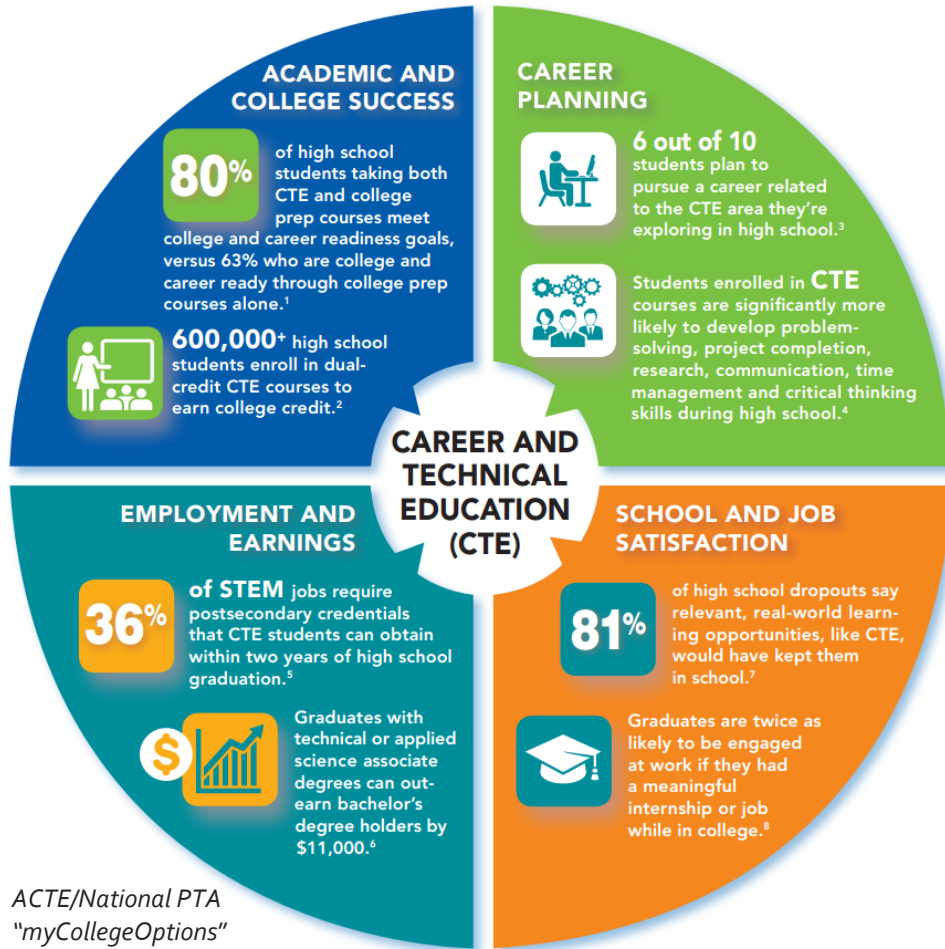 ACADEMIC AND
COLLEGE SUCCESS
80%
of high school
students taking both
CTE and college
prep courses meet
college and career readiness goals,
versus 63% who are college and
career ready through college prep
courses alone.1
600,000+ high school
students enroll in dual-
credit CTE courses to
earn college credit.2
CAREER
PLANNING
6 out of 10
students plan to
pursue a career related
to the CTE area they’re
exploring in high school.3
Students enrolled in CTE
courses are significantly more
likely to develop problem-
solving, project completion,
research, communication, time
management and critical thinking
skills during high school.4
CAREER AND
TECHNICAL
EDUCATION
(CTE)
EMPLOYMENT AND
EARNINGS
36%
of STEM jobs require
postsecondary credentials
that CTE students can obtain
within two years of high school
graduation.5
$
Graduates with
technical or applied
science associate
degrees can out-
earn bachelor’s
degree holders by
$11,000.6
SCHOOL AND JOB
SATISFACTION
81%
of high school dropouts say
relevant, real-world learn-
ing opportunities, like CTE,
would have kept them
in school.7
Graduates are twice as
likely to be engaged
at work if they had
a meaningful
internship or job
while in college.8
ACTE/National PTA
“myCollegeOptions”